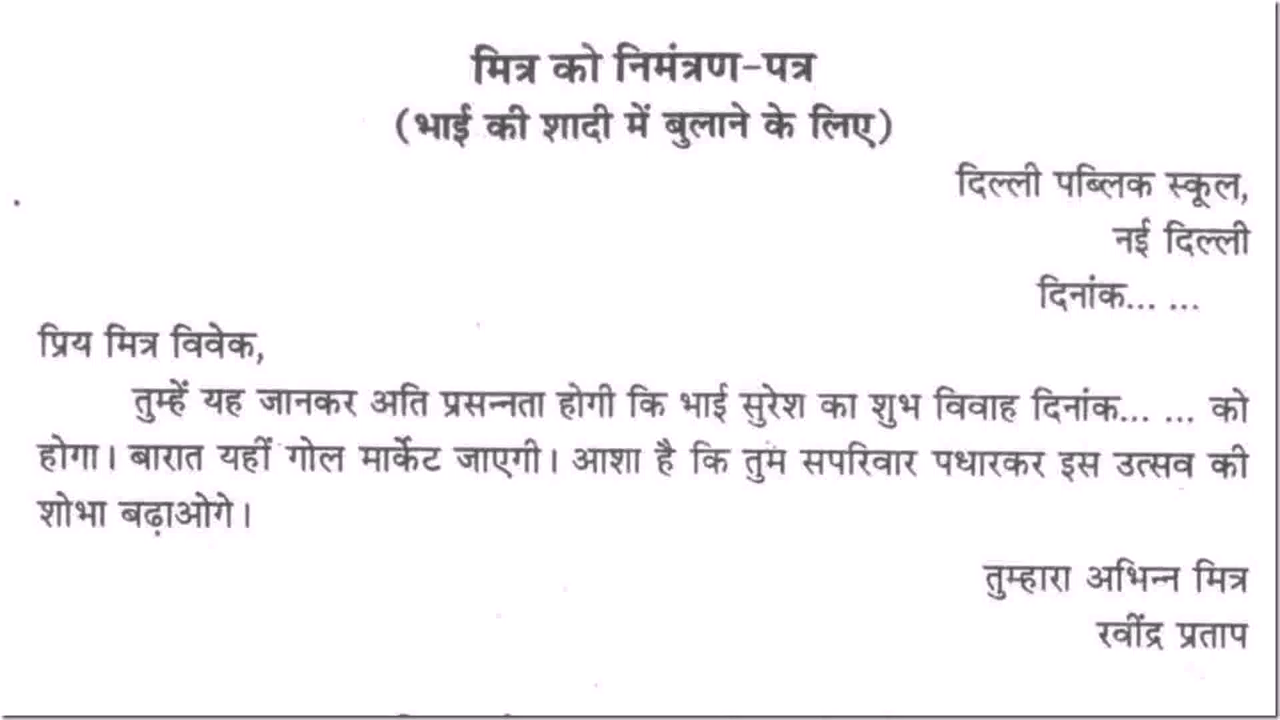 मित्र को निमंत्रण-पत्र
(भाई की शादी में बुलाने के लिए)
दिल्ली पब्लिक स्कूल,
नई दिल्ली
दिनांक... ...
प्रिय मित्र विवेक,
तुम्हें यह जानकर अति प्रसन्नता होगी कि भाई सुरेश का शुभ विवाह दिनांक... ... को
होगा। बारात यहीं गोल मार्केट जाएगी। आशा है कि तुम सपरिवार पधारकर इस उत्सव की
शोभा बढ़ाओगे।
तुम्हारा अभिन्न मित्र
रवींद्र प्रताप